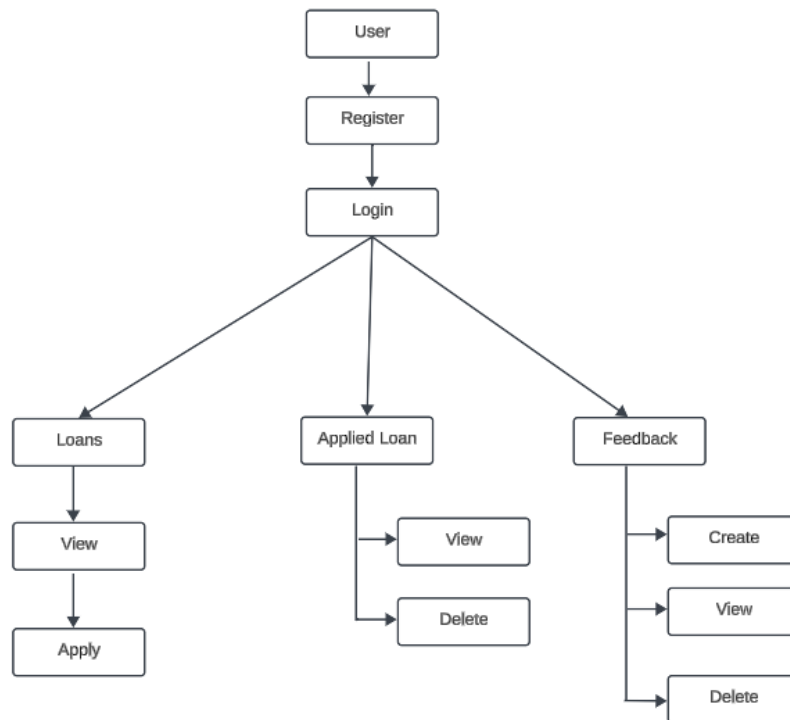 User
Register
Login
Loans
Applied Loan
Feedback
View
Apply
View
Delete
Create
View
Delete